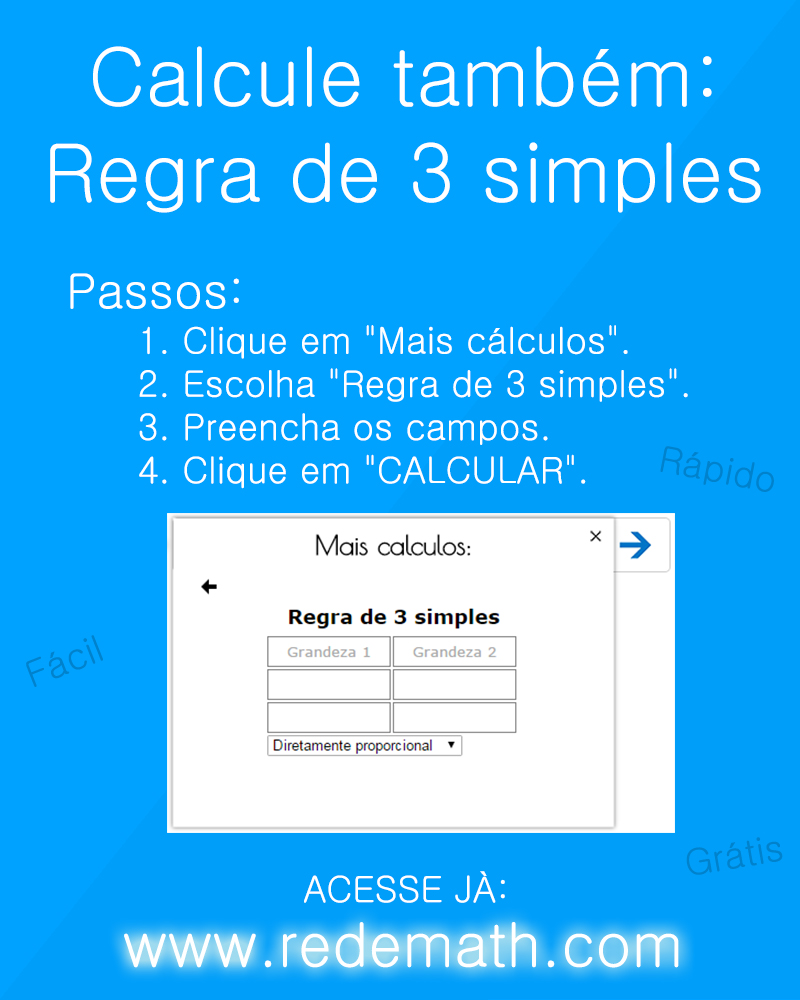 Calcule também:
Regra de 3 simples
Passos:
1. Clique em "Mais cálculos".
2. Escolha "Regra de 3 simples".
3. Preencha os campos.
4. Clique em "CALCULAR".
Rápido
Mais calculos:
×
Regra de 3 simples
Grandeza 1 Grandeza 2
Fácil
Diretamente proporcional
Grátis
ACESSE JÀ:
www.redemath.com